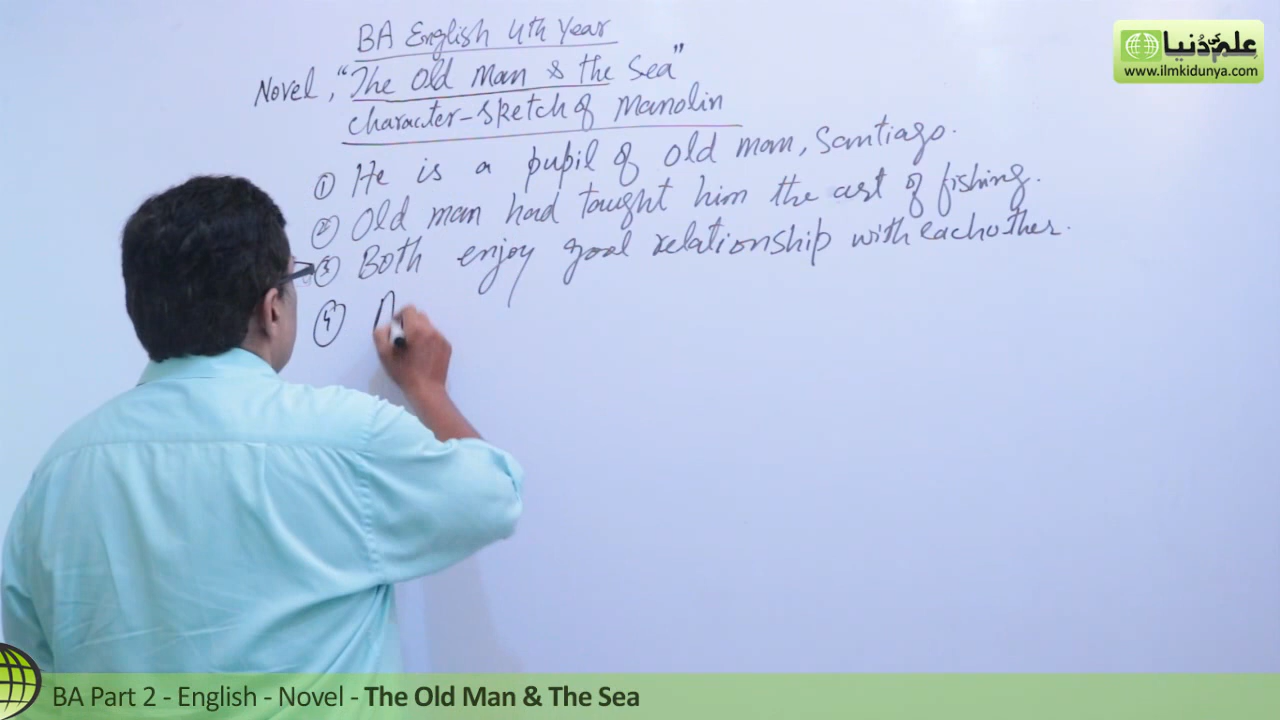 BA English 4th Year
Novel, "The Old Man & the Sea"
character-sketch of Manolin
① He is a pupil of old man, Santiago.
② Old man had taught him the art of fishing.
③ Both enjoy good relationship with eachother.
④
علم کی دُنیا
www.ilmkidunya.com
BA Part 2 - English - Novel - The Old Man & The Sea